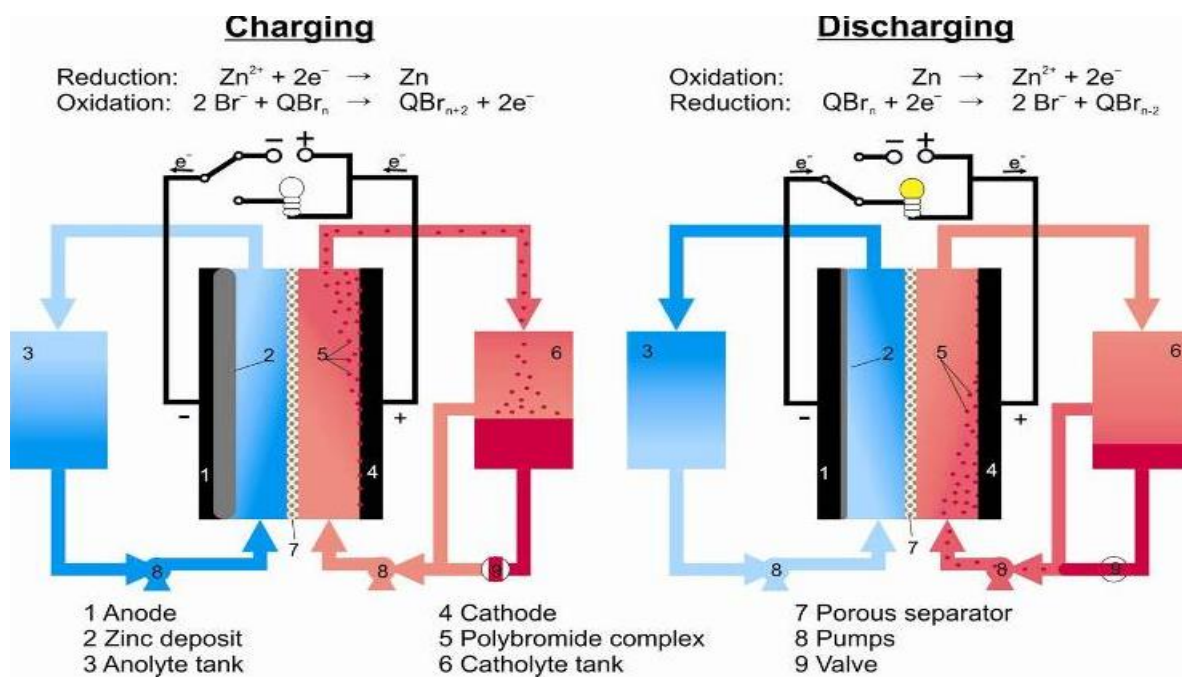 Charging
Reduction: Zn²⁺ + 2e⁻ → Zn
Oxidation: 2 Br⁻ + QBrₙ → QBrₙ₊₂ + 2e⁻
− +
e⁻ e⁻
3 2 5 6
- +
1 4
7
8 8 9
Discharging
Oxidation: Zn → Zn²⁺ + 2e⁻
Reduction: QBrₙ + 2e⁻ → 2 Br⁻ + QBrₙ₋₂
− +
e⁻ e⁻
3 2 5 6
- +
1 4
7
8 8 9
1 Anode
2 Zinc deposit
3 Anolyte tank
4 Cathode
5 Polybromide complex
6 Catholyte tank
7 Porous separator
8 Pumps
9 Valve